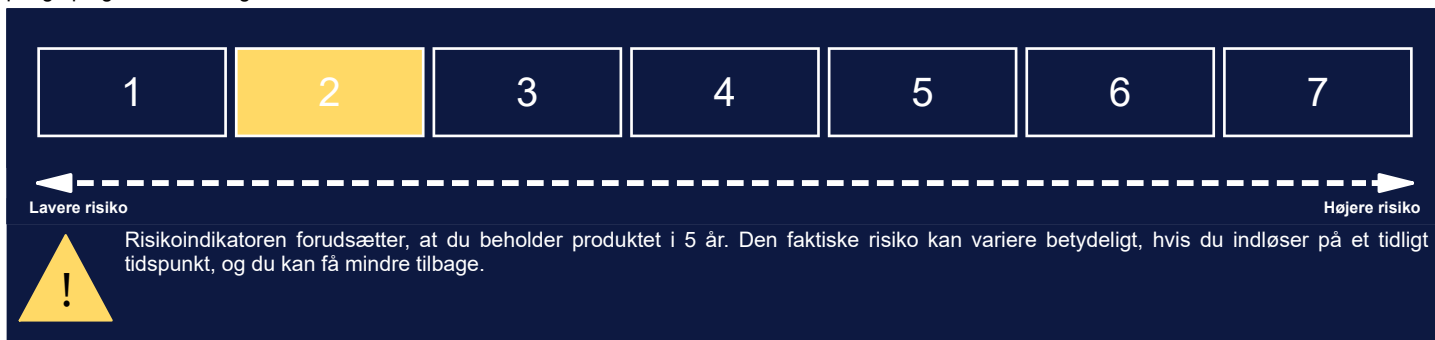 1 2 3 4 5 6 7
Lavere risiko Højere risiko
Risikoindikatoren forudsætter, at du beholder produktet i 5 år. Den faktiske risiko kan variere betydeligt, hvis du indløser på et tidligt
tidspunkt, og du kan få mindre tilbage.
!